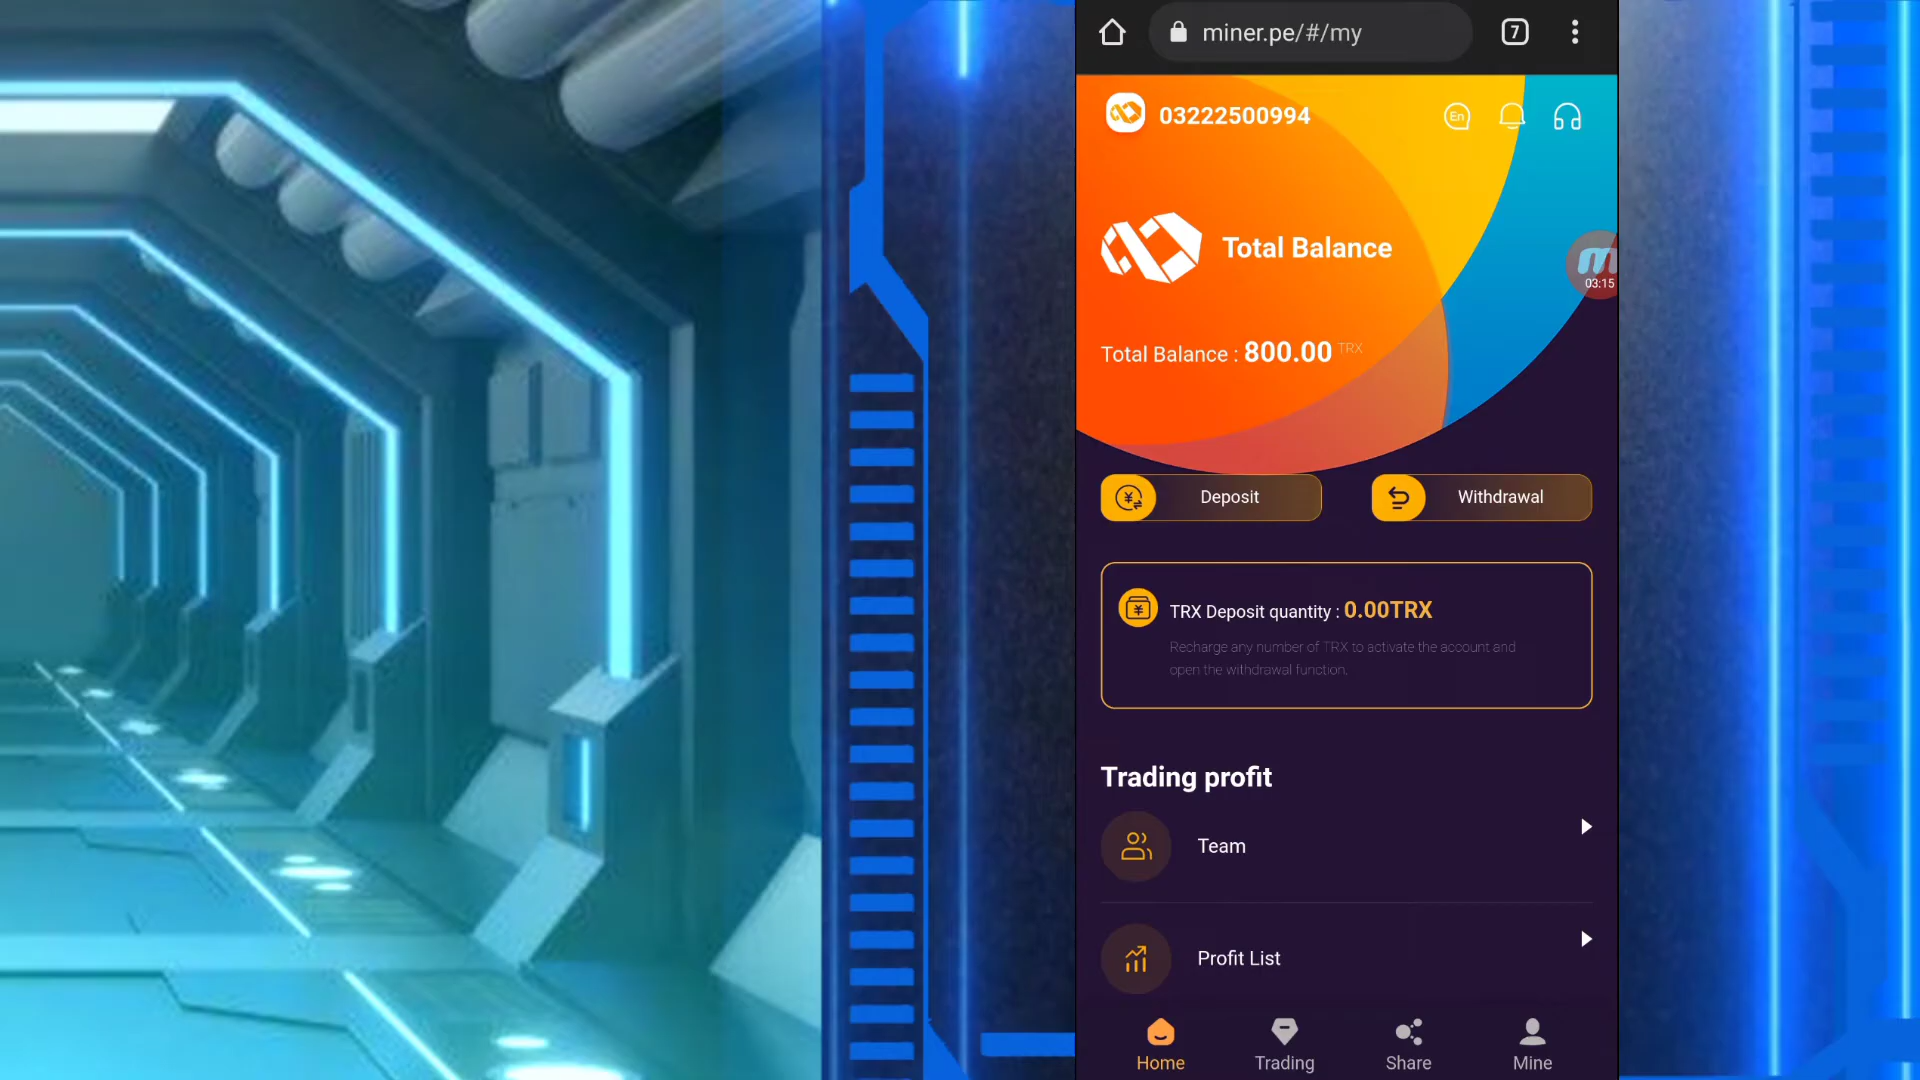 miner.pe/#/my
7
03222500994
En
Total Balance
m
03:15
Total Balance : 800.00 TRX
¥
Deposit
Withdrawal
¥
TRX Deposit quantity : 0.00TRX
Recharge any number of TRX to activate the account and
open the withdrawal function.
Trading profit
Team
Profit List
Home
Trading
Share
Mine